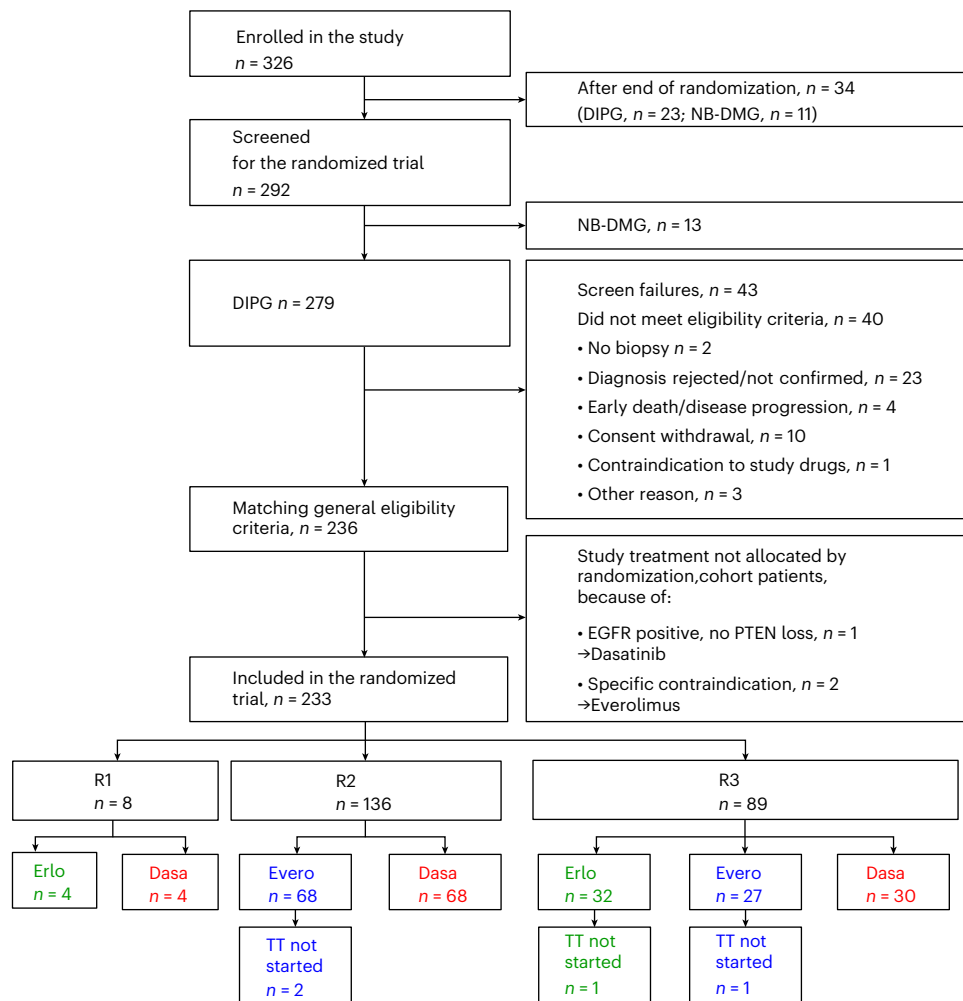 Enrolled in the study
n = 326
After end of randomization, n = 34
(DIPG, n = 23; NB-DMG, n = 11)
Screened
for the randomized trial
n = 292
NB-DMG, n = 13
DIPG n = 279
Screen failures, n = 43
Did not meet eligibility criteria, n = 40
• No biopsy n = 2
• Diagnosis rejected/not confirmed, n = 23
• Early death/disease progression, n = 4
• Consent withdrawal, n = 10
• Contraindication to study drugs, n = 1
• Other reason, n = 3
Matching general eligibility
criteria, n = 236
Study treatment not allocated by
randomization,cohort patients,
because of:
• EGFR positive, no PTEN loss, n = 1
→Dasatinib
• Specific contraindication, n = 2
→Everolimus
Included in the randomized
trial, n = 233
R1
n = 8
R2
n = 136
R3
n = 89
Erlo
n = 4
Dasa
n = 4
Evero
n = 68
Dasa
n = 68
Erlo
n = 32
Evero
n = 27
Dasa
n = 30
TT not
started
n = 2
TT not
started
n = 1
TT not
started
n = 1